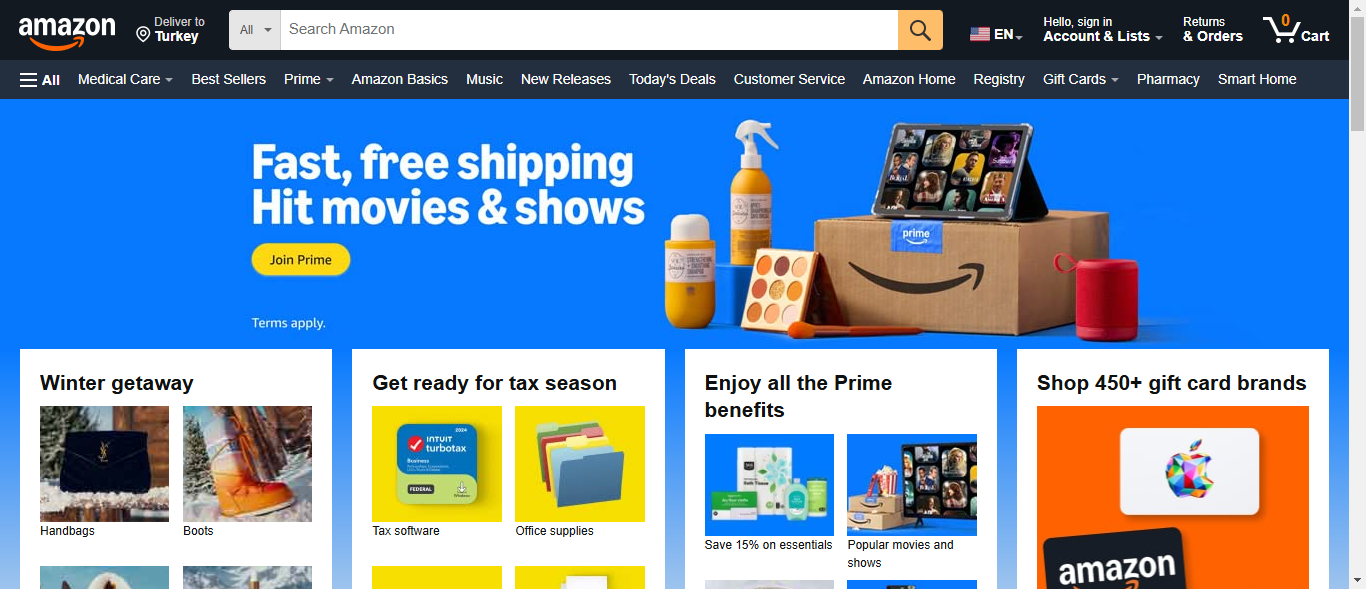 amazon
Deliver to
Turkey
All
Search Amazon
EN
Hello, sign in
Account & Lists
Returns
& Orders
0
Cart
All
Medical Care
Best Sellers
Prime
Amazon Basics
Music
New Releases
Today's Deals
Customer Service
Amazon Home
Registry
Gift Cards
Pharmacy
Smart Home
Fast, free shipping
Hit movies & shows
Join Prime
Terms apply.
prime
Winter getaway
Handbags
Boots
Get ready for tax season
2024
INTUIT
turbotax
Business
FEDERAL
Windows
Tax software
Office supplies
Enjoy all the Prime
benefits
Save 15% on essentials
Popular movies and
shows
Shop 450+ gift card brands
amazon